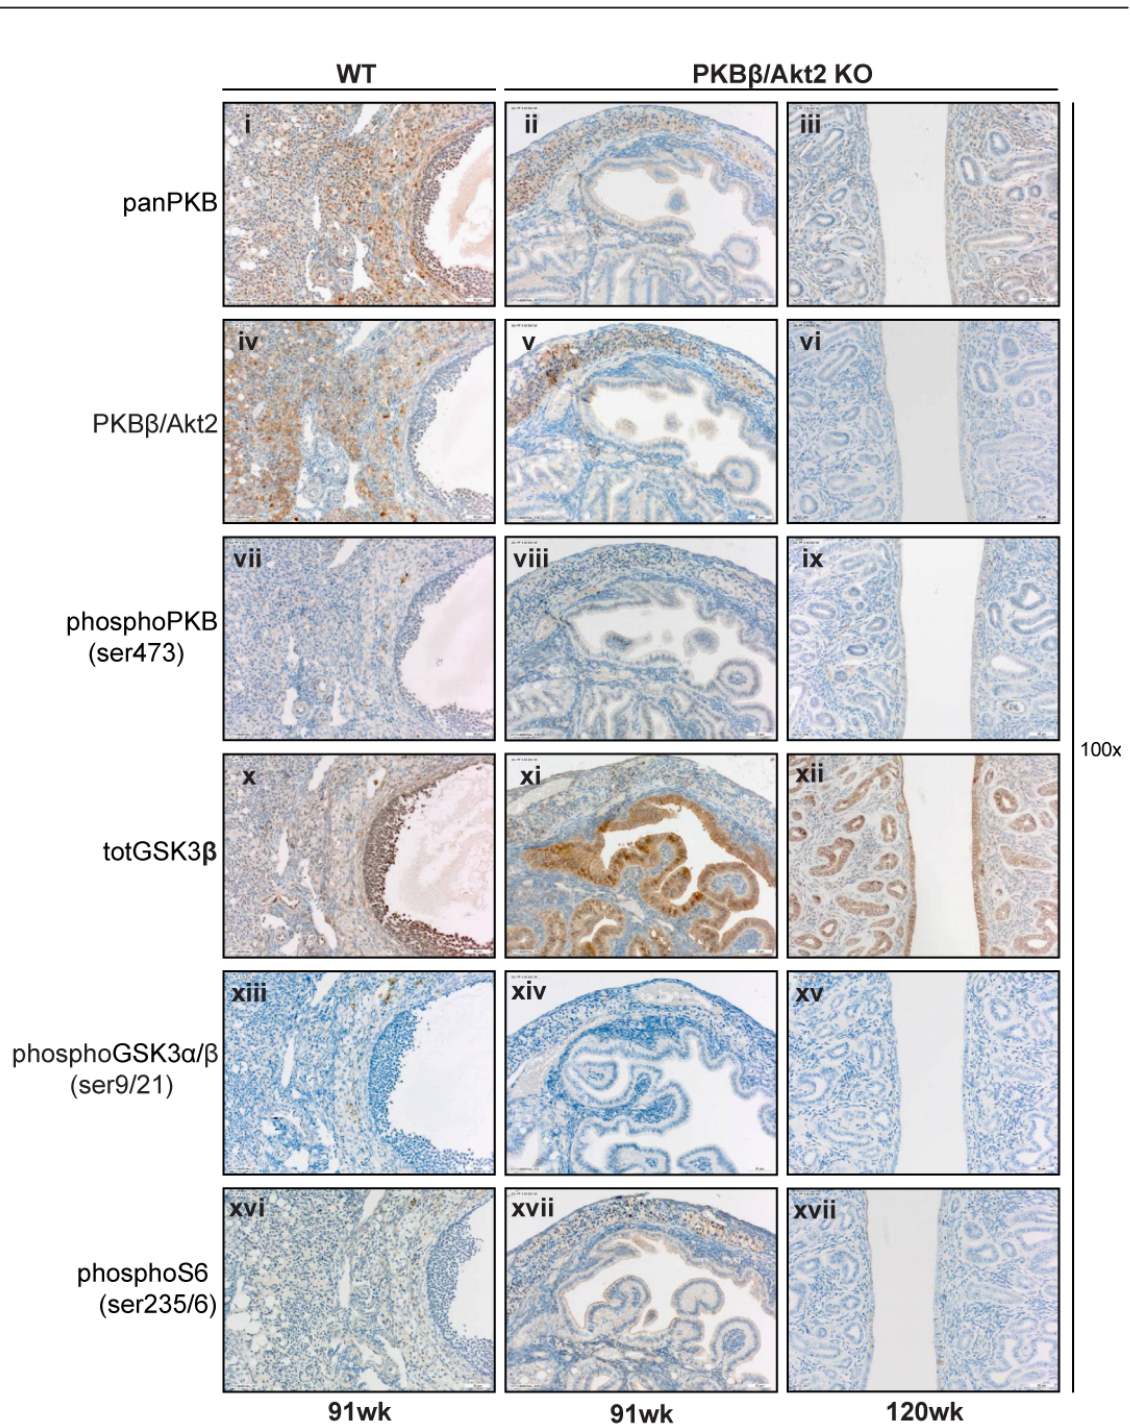 WT PKBβ/Akt2 KO
i ii iii
panPKB
iv v vi
PKBβ/Akt2
vii viii ix
phosphoPKB
(ser473)
x xi xii
100x
totGSK3β
xiii xiv xv
phosphoGSK3α/β
(ser9/21)
xvi xvii xvii
phosphoS6
(ser235/6)
91wk 91wk 120wk